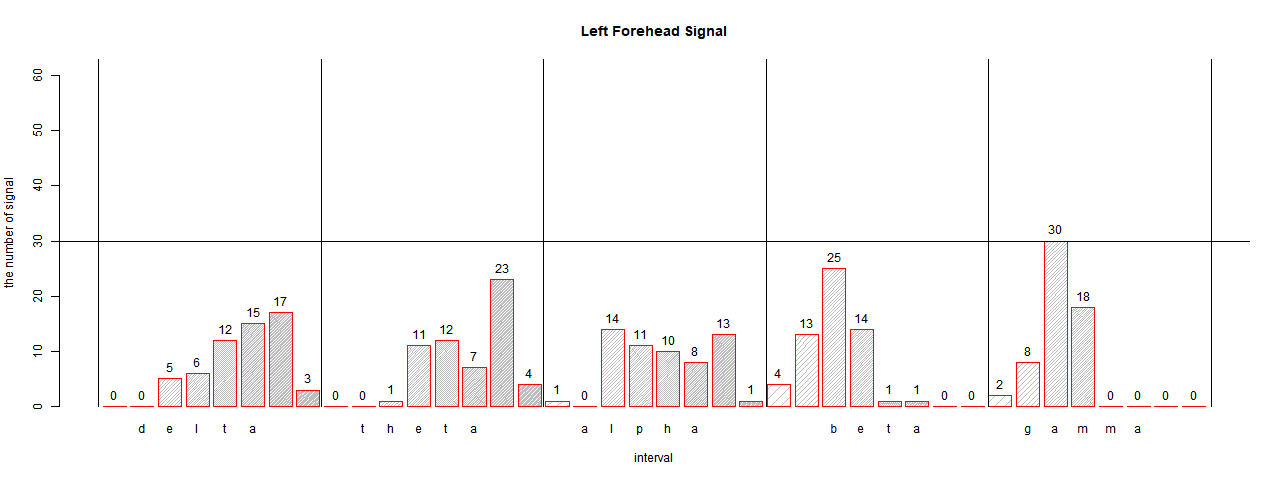 Left Forehead Signal
the number of signal
60
50
40
30
20
10
0
0 0 5 6 12 15 17 3 0 0 1 11 12 7 23 4 1 0 14 11 10 8 13 1 4 13 25 14 1 1 0 0 2 8 30 18 0 0 0 0
d e l t a t h e t a a l p h a b e t a g a m m a
interval